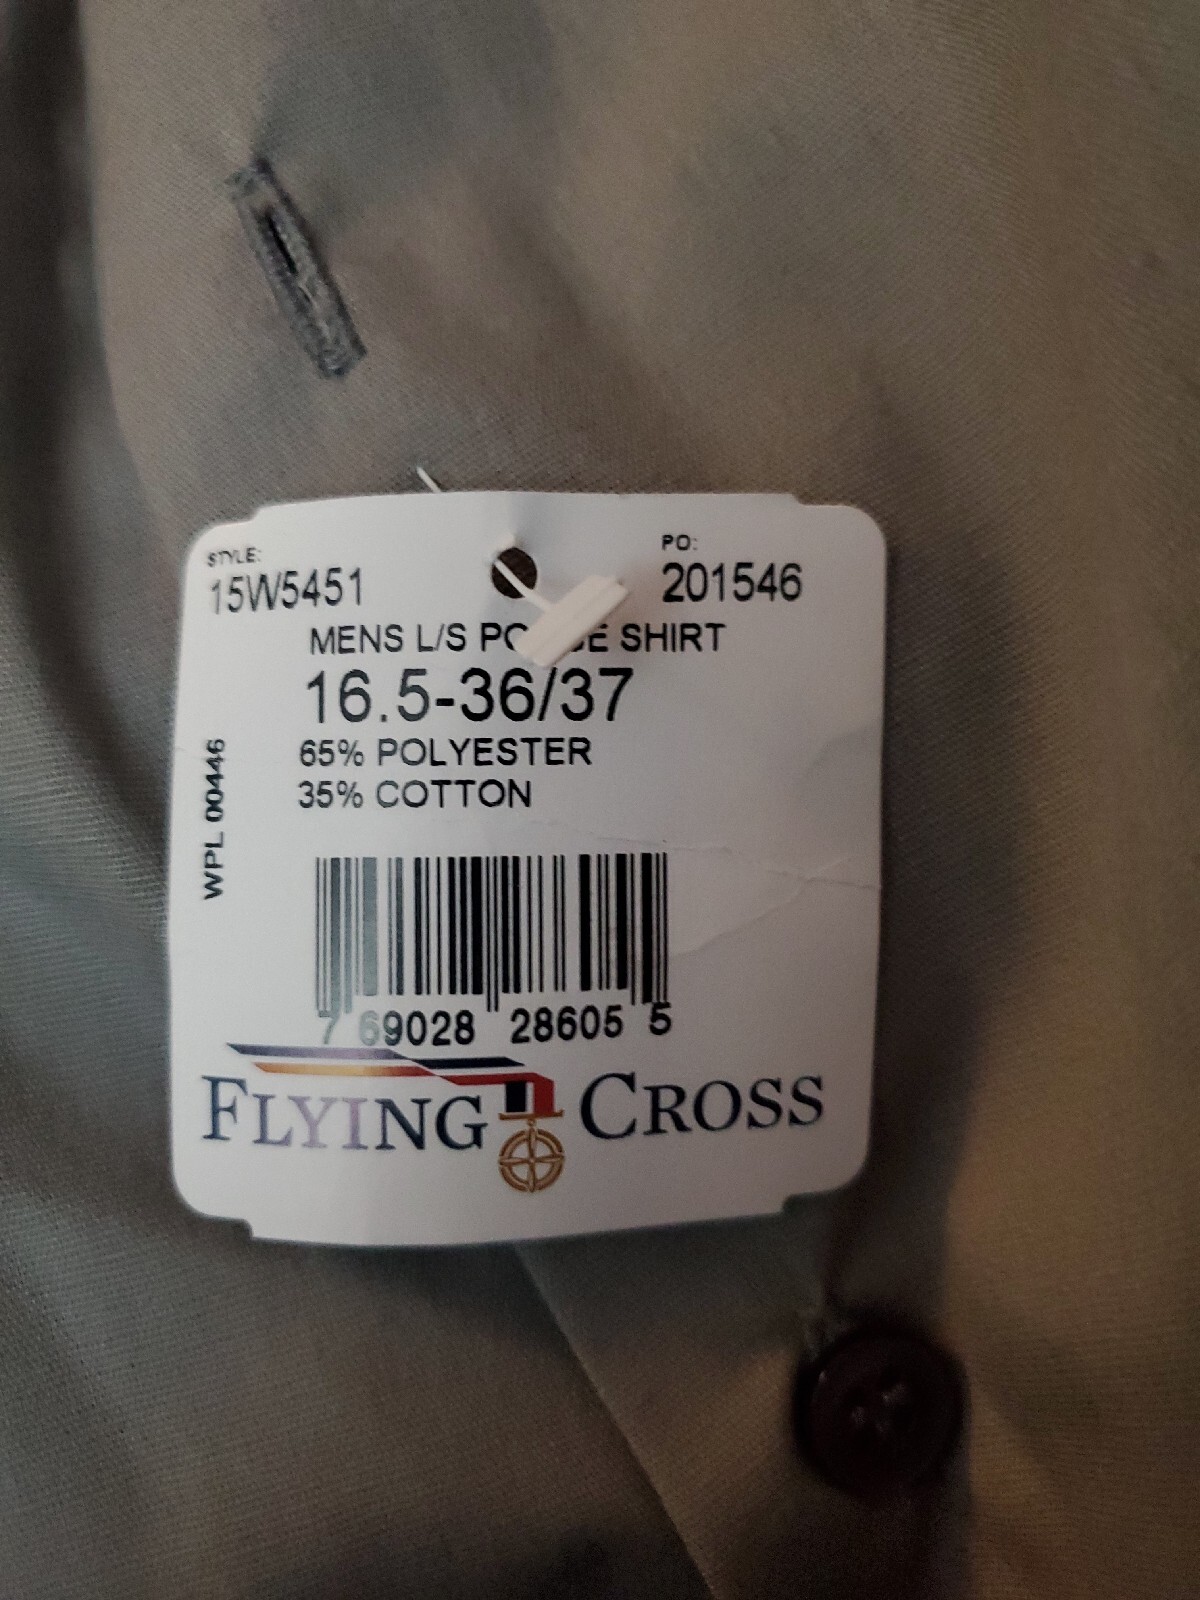 STYLE:
15W5451
PO:
201546
MENS L/S SHIRT
16.5-36/37
65% POLYESTER
35% COTTON
WPL 00446
7 69028 28605 5
FLYING CROSS